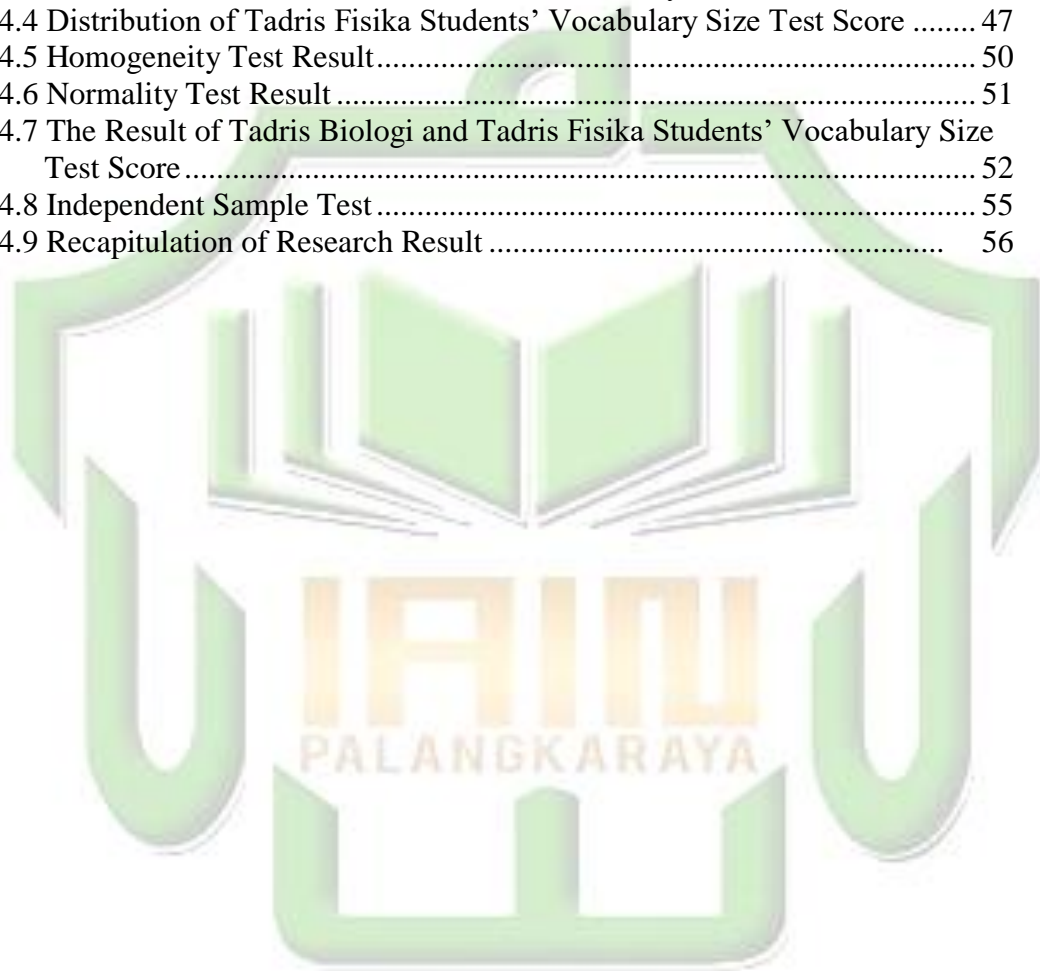 4.4 Distribution of Tadris Fisika Students’ Vocabulary Size Test Score ........ 47
4.5 Homogeneity Test Result.......................................................................... 50
4.6 Normality Test Result ............................................................................... 51
4.7 The Result of Tadris Biologi and Tadris Fisika Students’ Vocabulary Size
Test Score................................................................................................. 52
4.8 Independent Sample Test.......................................................................... 55
4.9 Recapitulation of Research Result ......................................................... 56
IAIN
PALANGKARAYA